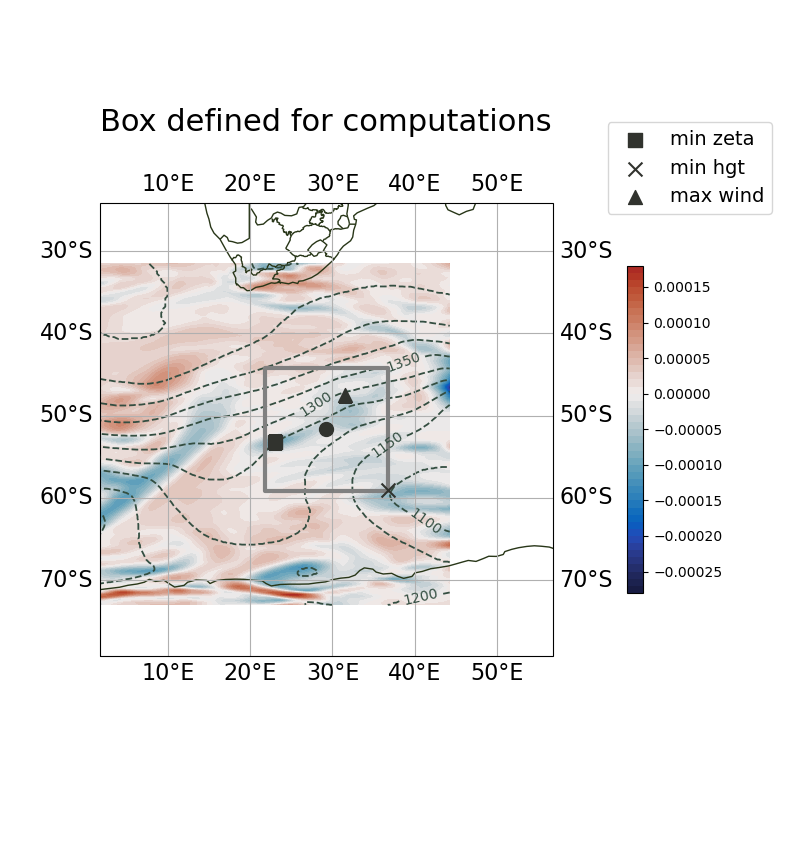 Box defined for computations
min zeta
min hgt
max wind
10°E 20°E 30°E 40°E 50°E
30°S 30°S
40°S 40°S
50°S 50°S
60°S 60°S
70°S 70°S
10°E 20°E 30°E 40°E 50°E
1350
1300
1150
1100
1200
0.00015
0.00010
0.00005
0.00000
−0.00005
−0.00010
−0.00015
−0.00020
−0.00025